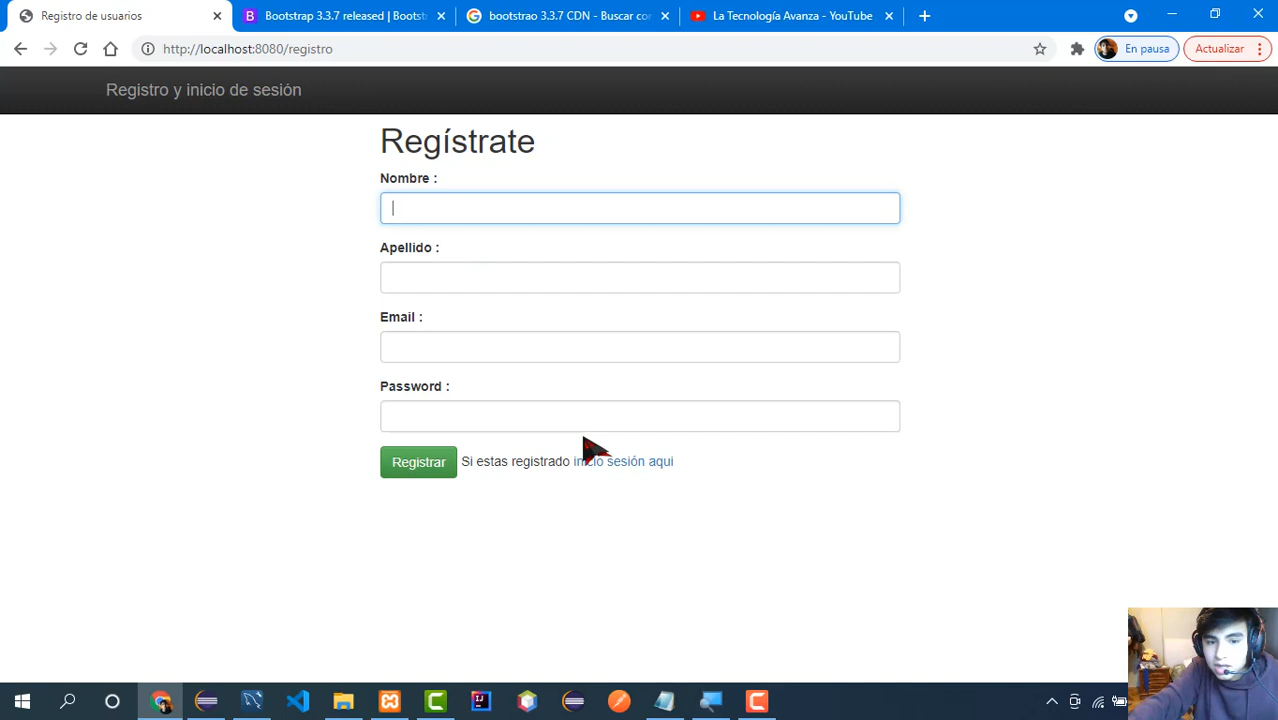 Registro de usuarios
Bootstrap 3.3.7 released | Bootst
bootstrao 3.3.7 CDN - Buscar con
La Tecnología Avanza - YouTube
http://localhost:8080/registro
En pausa
Actualizar
Registro y inicio de sesión
Regístrate
Nombre :
Apellido :
Email :
Password :
Registrar Si estas registrado inicio sesión aqui